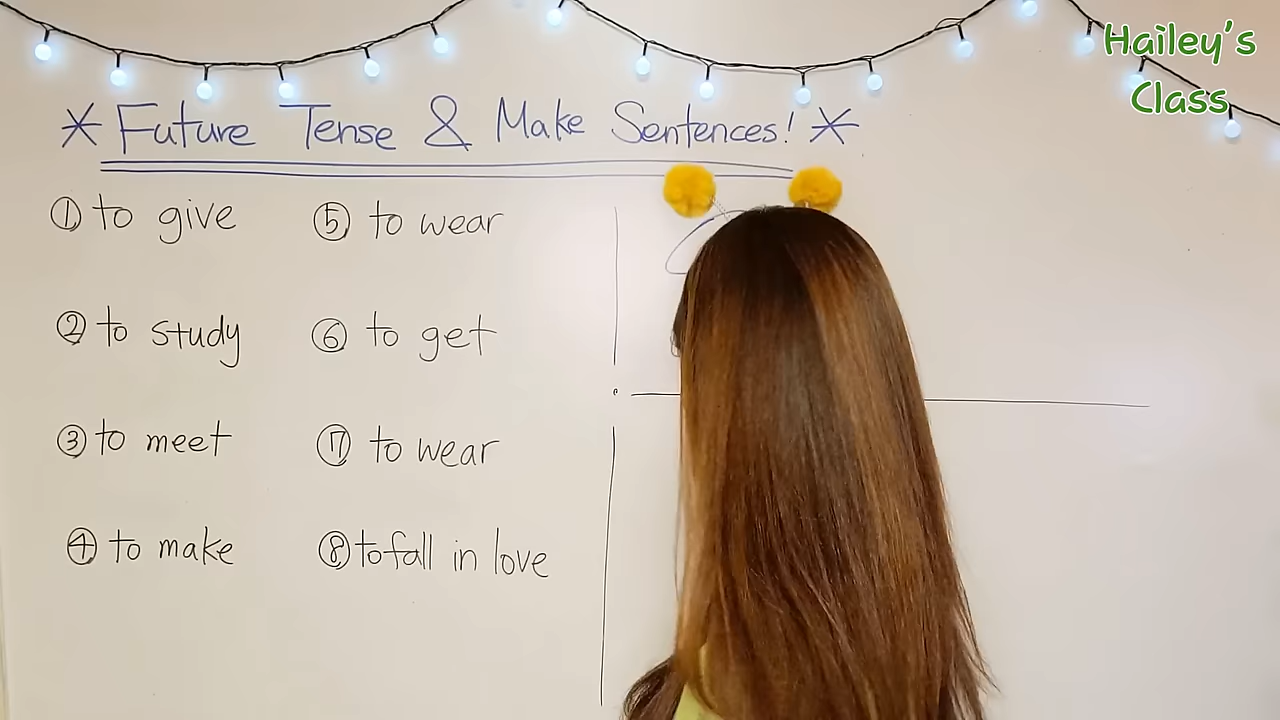 Hailey's
Class
* Future Tense & Make Sentences! *
① to give
② to study
③ to meet
④ to make
⑤ to wear
⑥ to get
⑦ to wear
⑧ to fall in love